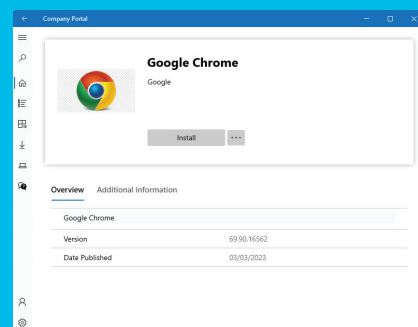 Company Portal
Google Chrome
Google
Install
Overview Additional information
Google Chrome
Version 69.90.16562
Date Published 03/03/2023